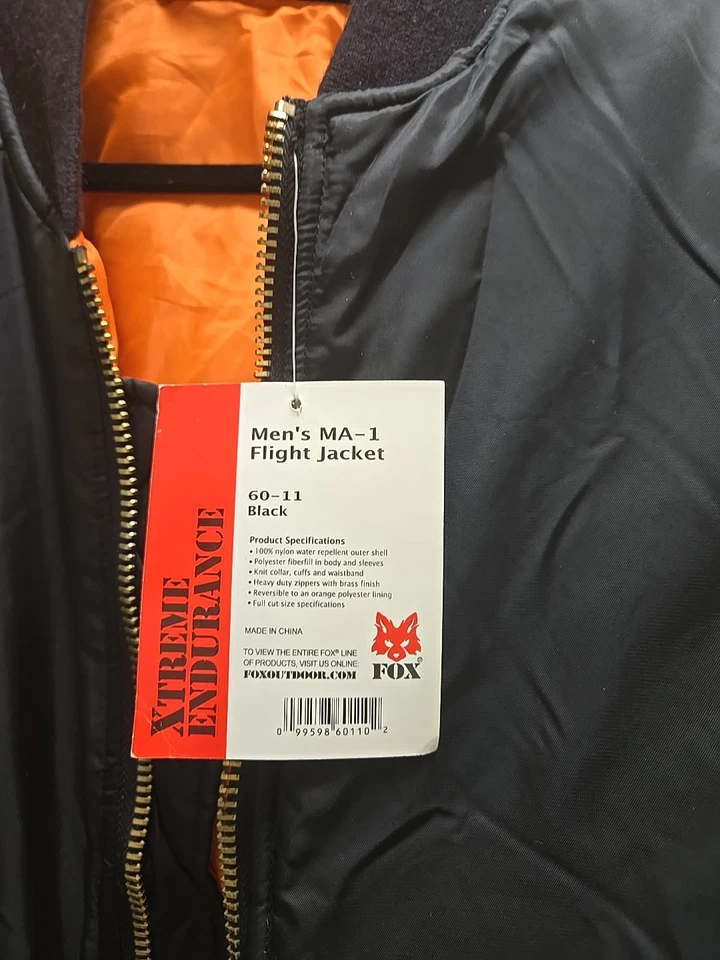 Men's MA-1
Flight Jacket
60-11
Black
Product Specifications
• 100% nylon water repellent outer shell
• Polyester fiberfill in body and sleeves
• Knit collar, cuffs and waistband
• Heavy duty zippers with brass finish
• Reversible to an orange polyester lining
• Full cut size specifications
MADE IN CHINA
TO VIEW THE ENTIRE FOX® LINE
OF PRODUCTS, VISIT US ONLINE:
FOXOUTDOOR.COM
FOX®
0 99598 60110 2
XTREME
ENDURANCE